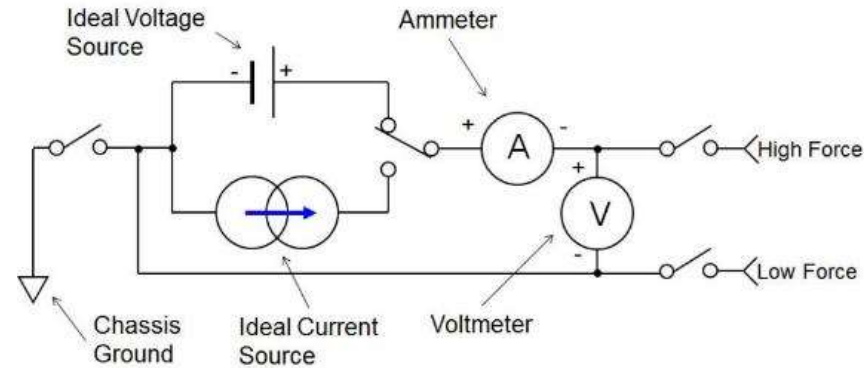 Ideal Voltage
Source
Ammeter
- +
+ -
A
High Force
+
V
-
Low Force
Chassis
Ground
Ideal Current
Source
Voltmeter